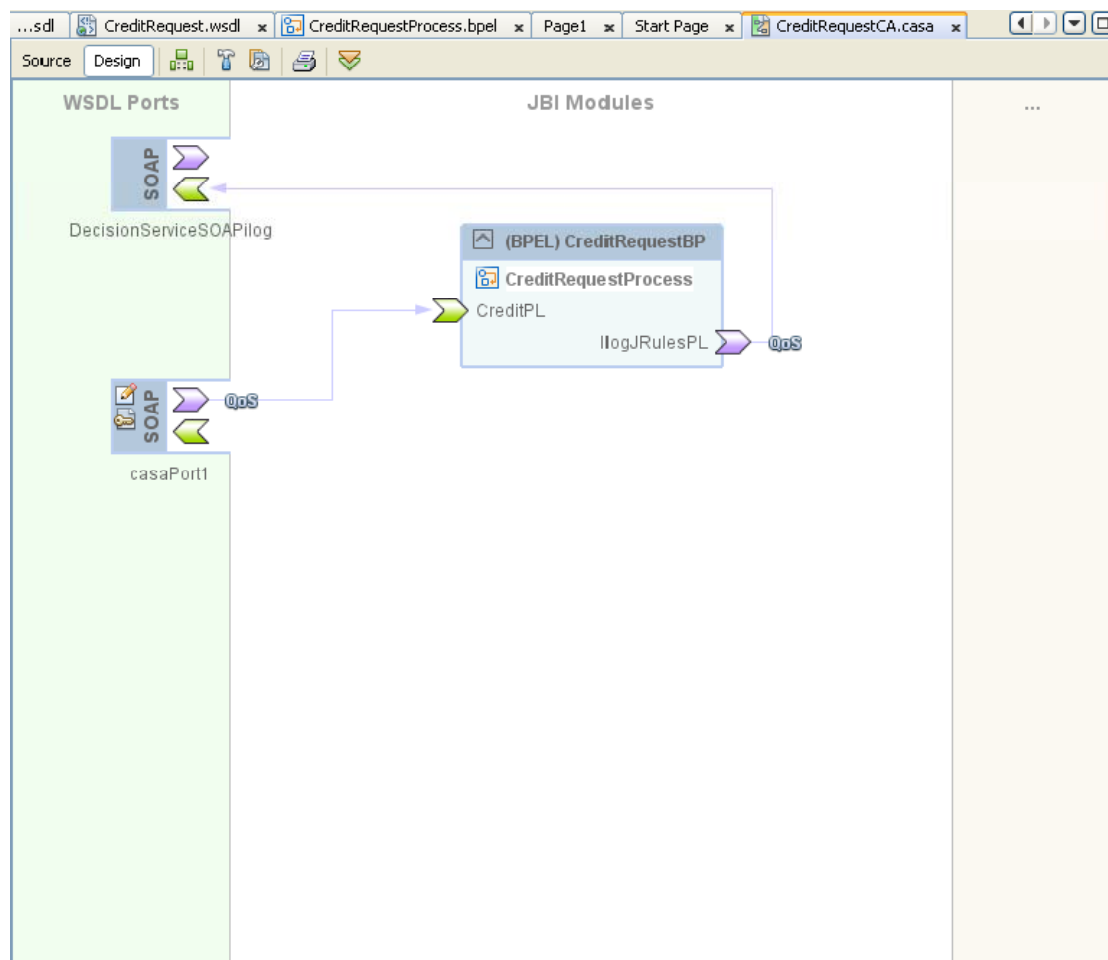 ...sdl CreditRequest.wsdl x CreditRequestProcess.bpel x Page1 x Start Page x CreditRequestCA.casa x
Source Design
WSDL Ports JBI Modules ...
SOAP
DecisionServiceSOAPilog
(BPEL) CreditRequestBP
CreditRequestProcess
CreditPL
IlogJRulesPL QoS
SOAP QoS
casaPort1